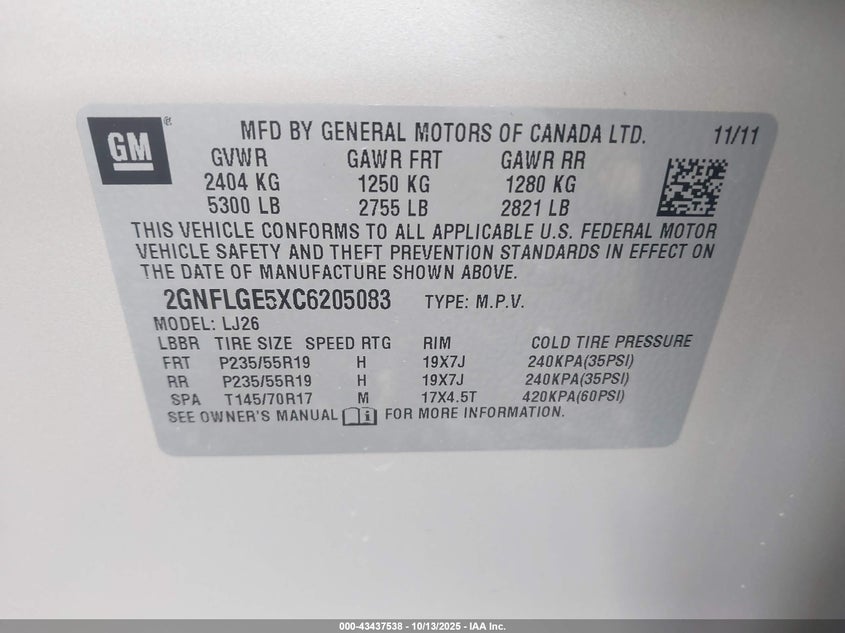 GM®
MFD BY GENERAL MOTORS OF CANADA LTD. 11/11
GVWR GAWR FRT GAWR RR
2404 KG 1250 KG 1280 KG
5300 LB 2755 LB 2821 LB
THIS VEHICLE CONFORMS TO ALL APPLICABLE U.S. FEDERAL MOTOR
VEHICLE SAFETY AND THEFT PREVENTION STANDARDS IN EFFECT ON
THE DATE OF MANUFACTURE SHOWN ABOVE.
2GNFLGE5XC6205083 TYPE: M.P.V.
MODEL: LJ26
LBBR TIRE SIZE SPEED RTG RIM COLD TIRE PRESSURE
FRT P235/55R19 H 19X7J 240KPA(35PSI)
RR P235/55R19 H 19X7J 240KPA(35PSI)
SPA T145/70R17 M 17X4.5T 420KPA(60PSI)
SEE OWNER'S MANUAL FOR MORE INFORMATION.
000-43437538 - 10/13/2025 - IAA Inc.